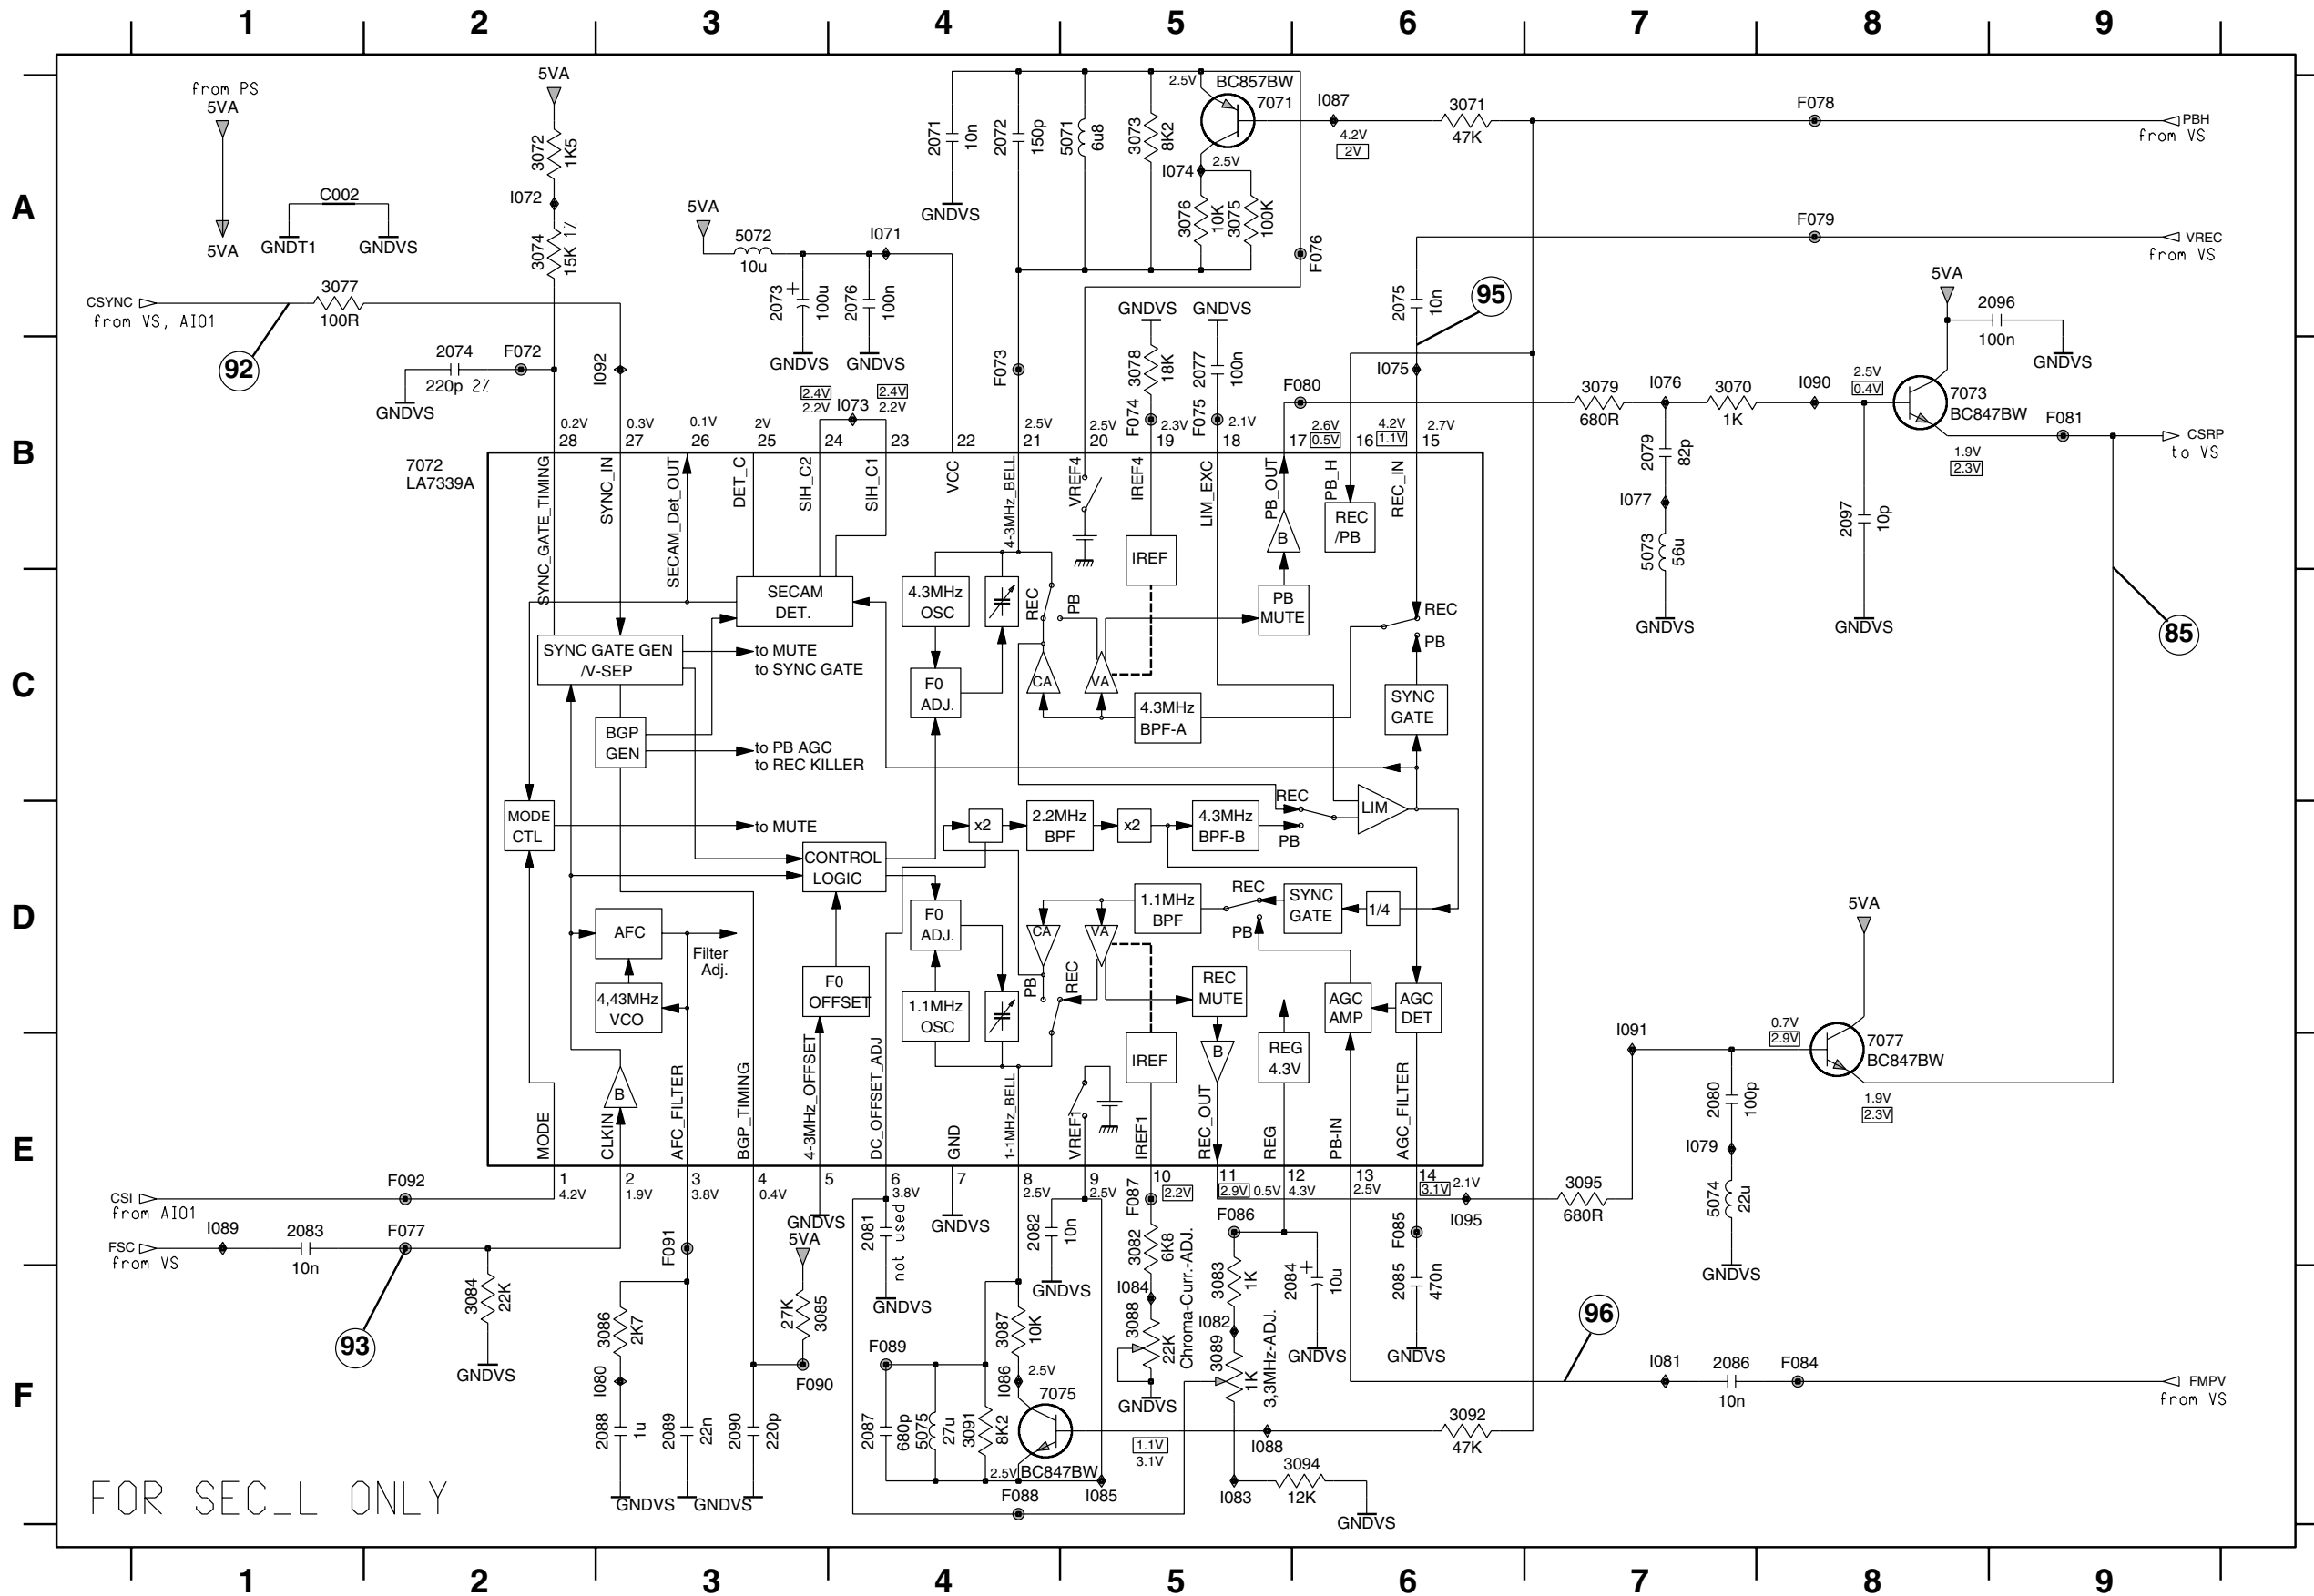 1 2 3 4 5 6 7 8 9
A
B
C
D
E
F
from PS
5VA
5VA
GNDT1
C002
GNDVS
5VA
3072
1K5
I072
3074
15K 1%
CSYNC
from VS, AIO1
3077
100R
92
2074
220p 2%
F072
GNDVS
I092
5VA
5072
10u
I071
2073
+
100u
2076
100n
GNDVS
GNDVS
2.4V
2.2V
I073
2.4V
2.2V
2071
10n
GNDVS
2072
150p
5071
6u8
3073
8K2
2.5V
BC857BW
7071
2.5V
I074
3076
10K
3075
100K
F076
I087
4.2V
2V
3071
47K
F078
PBH
from VS
F079
VREC
from VS
F073
GNDVS
3078
18K
F074
GNDVS
2077
100n
F075
2075
10n
95
I075
F080
3079
680R
I076
3070
1K
I090
2.5V
0.4V
5VA
2096
100n
GNDVS
7073
BC847BW
F081
CSRP
to VS
1.9V
2.3V
2079
82p
I077
5073
56u
GNDVS
2097
10p
GNDVS
85
0.2V
28
0.3V
27
0.1V
26
2V
25
24
23
22
2.5V
21
2.5V
20
2.3V
19
2.1V
18
17
2.6V
0.5V
16
4.2V
1.1V
2.7V
15
7072
LA7339A
SYNC_GATE_TIMING
SYNC_IN
SECAM_Det_OUT
DET_C
SIH_C2
SIH_C1
VCC
4-3MHz_BELL
VREF4
IREF4
LIM_EXC
PB_OUT
PB_H
REC_IN
B
REC
/PB
IREF
SECAM
DET.
4.3MHz
OSC
REC
PB
PB
MUTE
REC
PB
SYNC GATE GEN
/V-SEP
to MUTE
to SYNC GATE
F0
ADJ.
CA
VA
4.3MHz
BPF-A
SYNC
GATE
BGP
GEN
to PB AGC
to REC KILLER
MODE
CTL
to MUTE
x2
2.2MHz
BPF
x2
4.3MHz
BPF-B
REC
PB
LIM
CONTROL
LOGIC
F0
ADJ.
CA
VA
1.1MHz
BPF
REC
PB
SYNC
GATE
1/4
AFC
Filter
Adj.
4,43MHz
VCO
F0
OFFSET
1.1MHz
OSC
PB
REC
REC
MUTE
AGC
AMP
AGC
DET
B
IREF
B
REG
4.3V
MODE
CLKIN
AFC_FILTER
BGP_TIMING
4-3MHz_OFFSET
DC_OFFSET_ADJ
GND
1-1MHz_BELL
VREF1
IREF1
REC_OUT
REG
PB-IN
AGC_FILTER
1
4.2V
2
1.9V
3
3.8V
4
0.4V
5
6
3.8V
7
8
2.5V
9
2.5V
10
2.2V
11
2.9V
0.5V
12
4.3V
13
2.5V
14
3.1V
2.1V
CSI
from AIO1
F092
FSC
from VS
I089
2083
10n
F077
93
3084
22K
GNDVS
F091
3086
2K7
I080
2088
1u
2089
22n
2090
220p
GNDVS
GNDVS
GNDVS
5VA
27K
3085
F090
2081
not used
GNDVS
GNDVS
2082
10n
GNDVS
3087
10K
F089
I086
2.5V
7075
2087
680p
5075
27u
3091
8K2
2.5V
BC847BW
F088
I085
F087
3082
6K8
I084
3088
22K
Chroma-Curr.-ADJ.
GNDVS
F086
3083
1K
I082
3089
1K
3,3MHz-ADJ.
2084
+
10u
GNDVS
F085
2085
470n
GNDVS
I095
1.1V
3.1V
I088
3092
47K
I083
3094
12K
GNDVS
96
I081
2086
10n
F084
FMPV
from VS
3095
680R
I091
2080
100p
I079
5074
22u
GNDVS
5VA
0.7V
2.9V
7077
BC847BW
1.9V
2.3V
FOR SEC_L ONLY
1 2 3 4 5 6 7 8 9
A
B
C
D
E
F